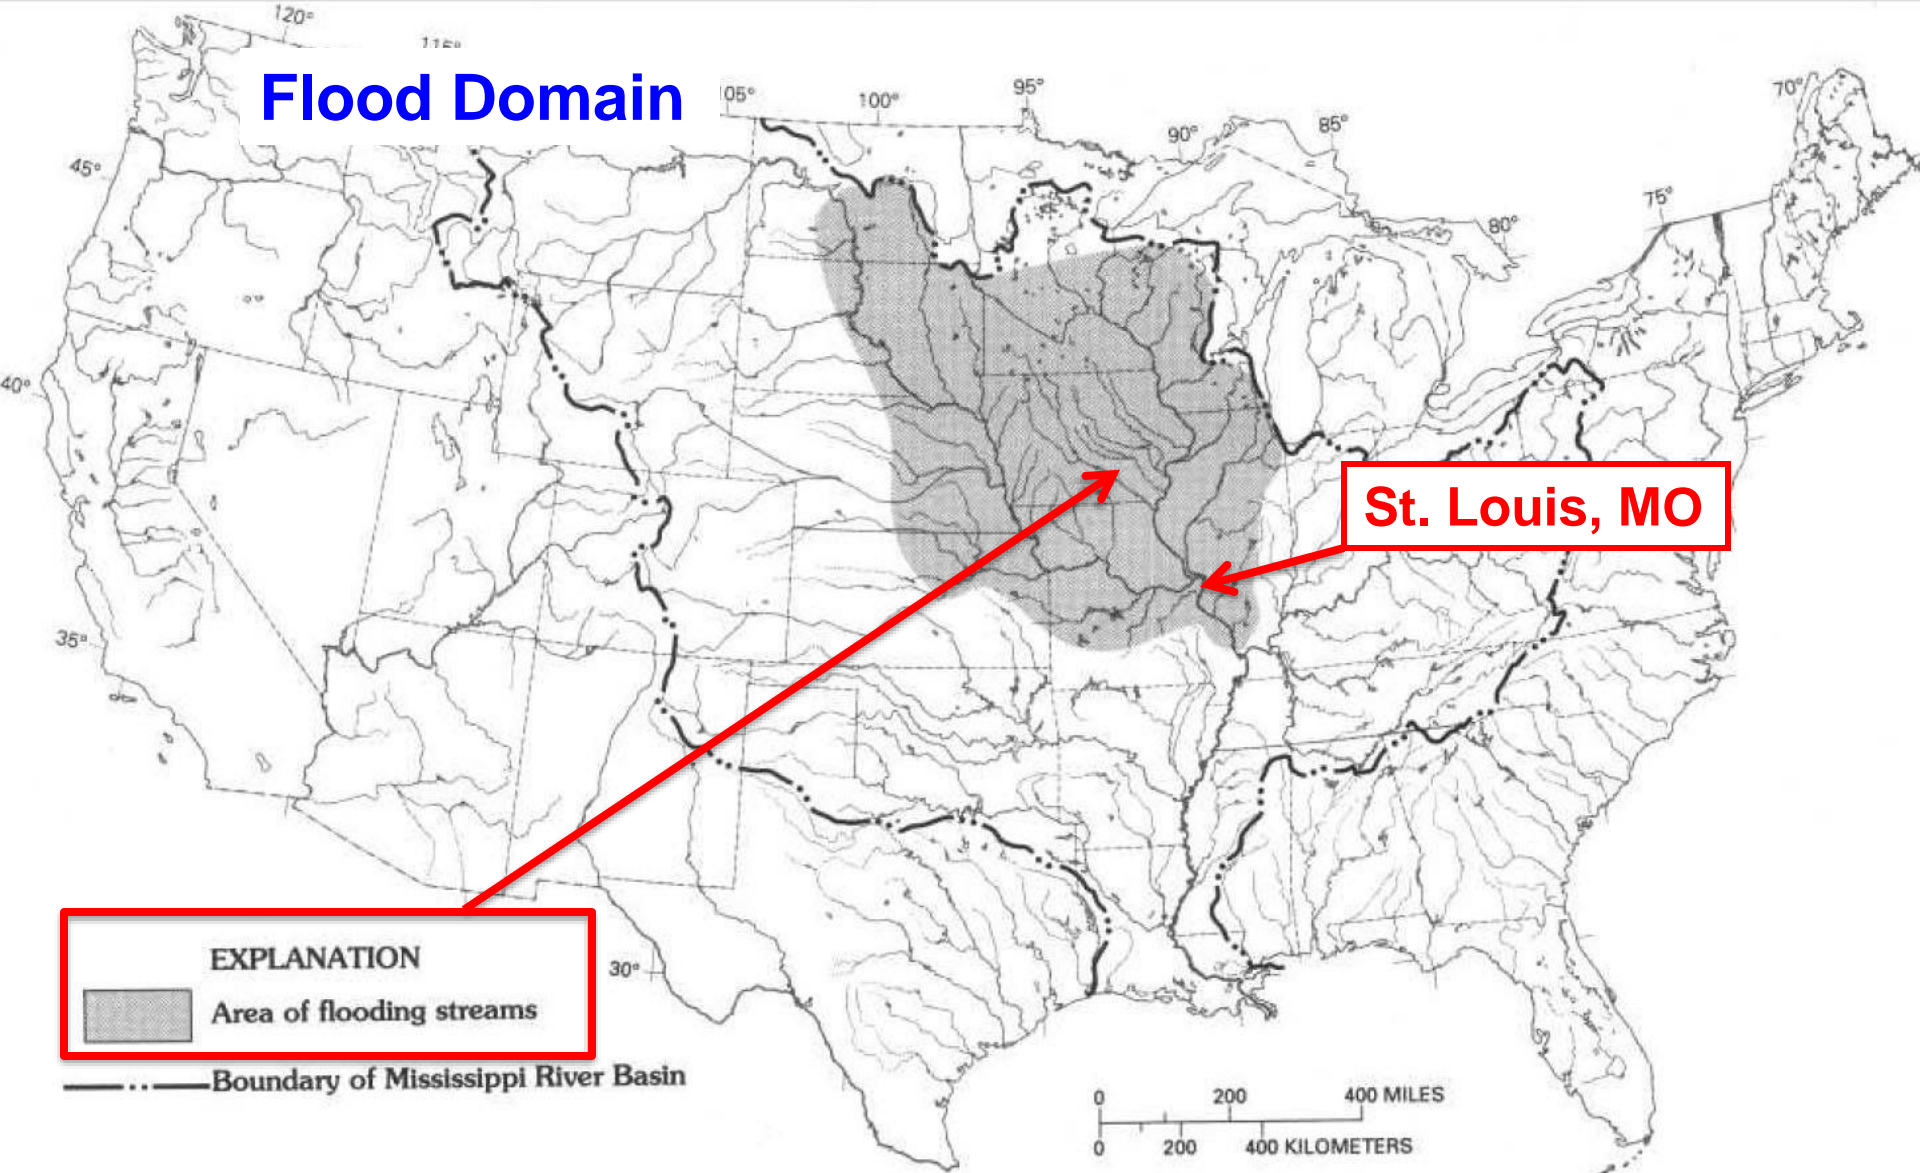 120°
Flood Domain
100°
95°
90°
85°
70°
45°
75°
80°
40°
St. Louis, MO
35°
EXPLANATION
Area of flooding streams
30°
Boundary of Mississippi River Basin
0 200 400 MILES
0 200 400 KILOMETERS